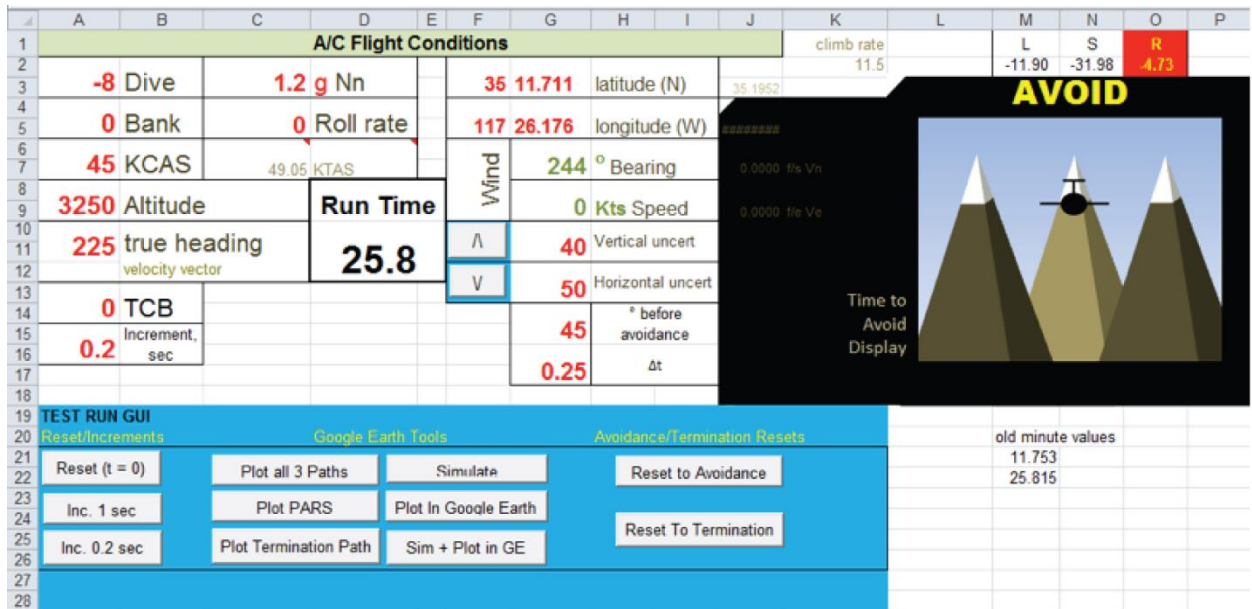 A B C D E F G H I J K L M N O P
1 A/C Flight Conditions climb rate L S R
2 11.5 -11.90 -31.98 -4.73
3 -8 Dive 1.2 g Nn 35 11.711 latitude (N) 35.1952
AVOID
4
5 0 Bank 0 Roll rate 117 26.176 longitude (W) ########
6
7 45 KCAS 49.05 KTAS Wind 244 ° Bearing 0.0000 f/s Vn
8
9 3250 Altitude Run Time 0 Kts Speed 0.0000 f/e Ve
10
11 225 true heading 25.8 /\ 40 Vertical uncert
12 velocity vector
13 V 50 Horizontal uncert
14 0 TCB ° before
15 Increment, 45 avoidance
16 0.2 sec
17 0.25 Δt
Time to
Avoid
Display
18
19 TEST RUN GUI
20 Reset/Increments Google Earth Tools Avoidance/Termination Resets old minute values
21 11.753
22 Reset (t = 0) Plot all 3 Paths Simulate Reset to Avoidance 25.815
23
24 Inc. 1 sec Plot PARS Plot In Google Earth
25 Reset To Termination
26 Inc. 0.2 sec Plot Termination Path Sim + Plot in GE
27
28